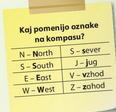 Kaj pomenijo oznake
na kompasu?
N – North S – sever
S – South J – jug
E – East V – vzhod
W – West Z – zahod